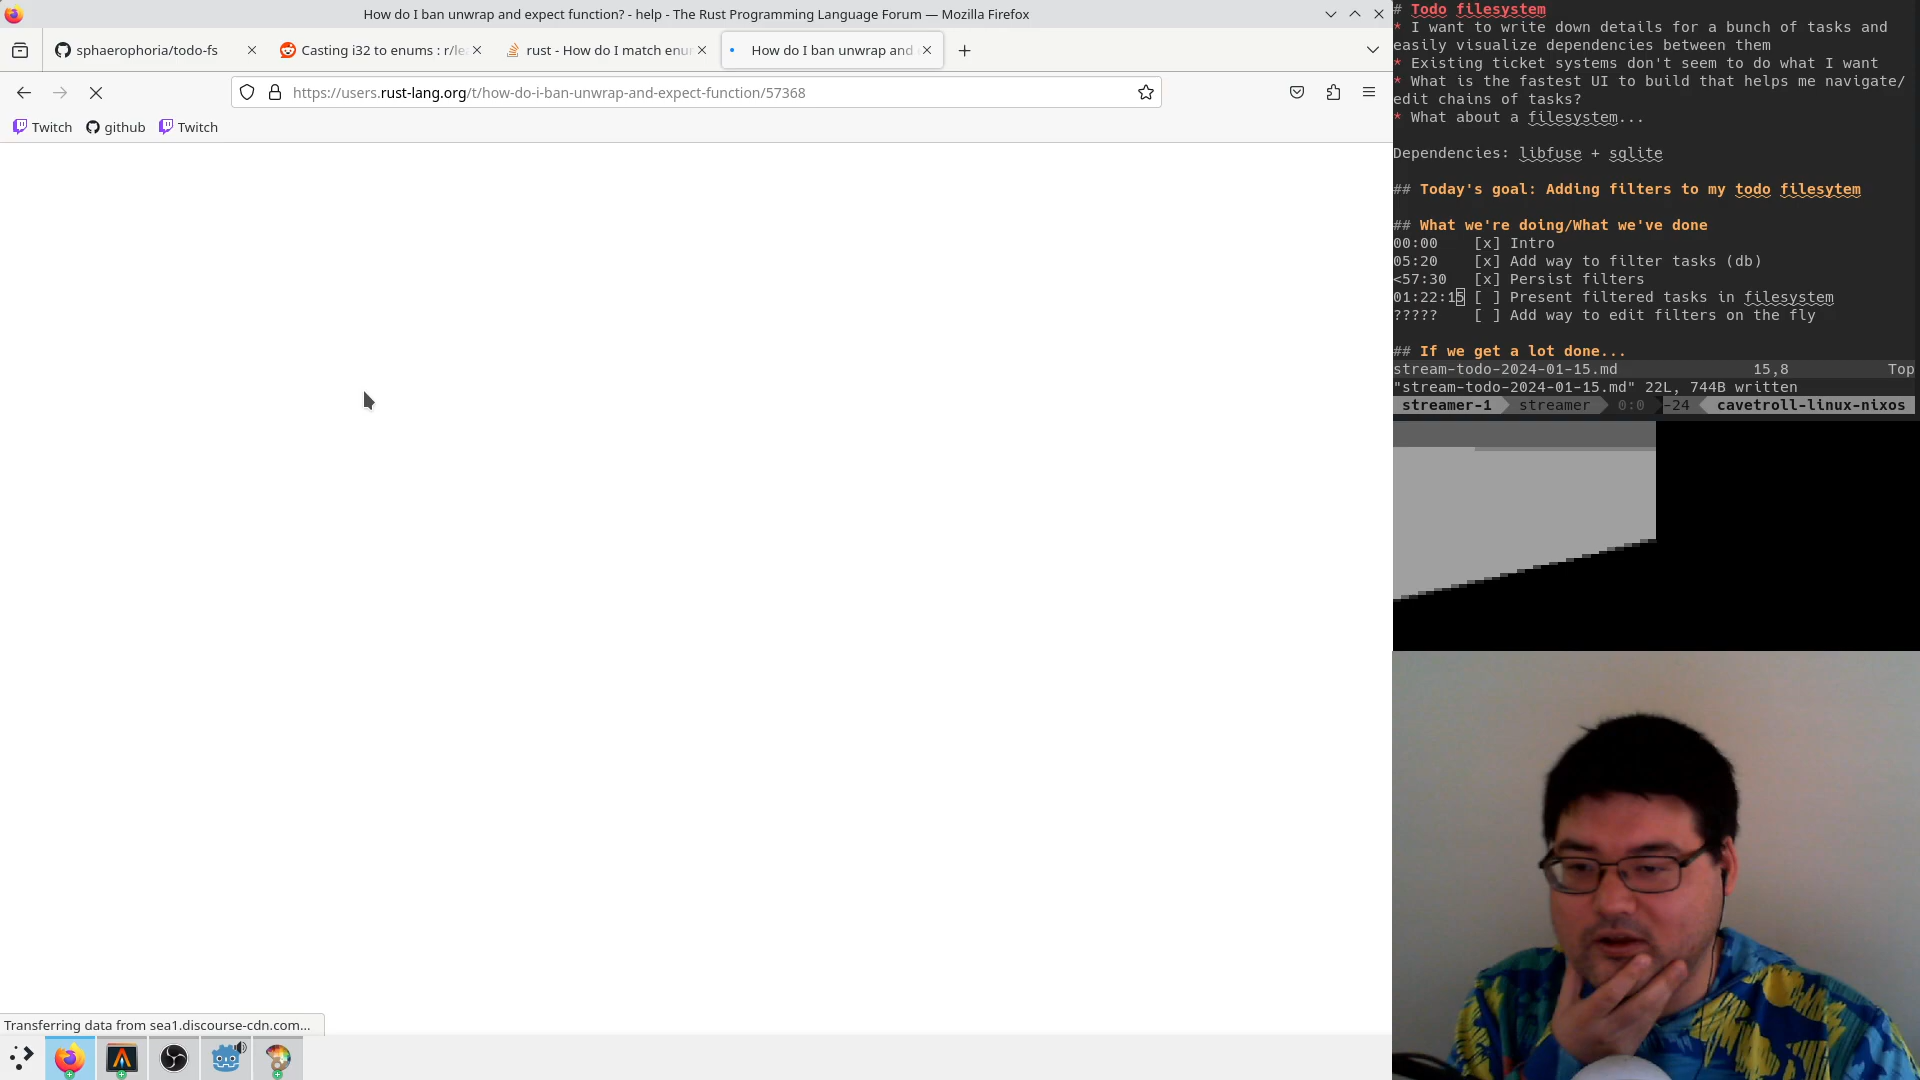 How do I ban unwrap and expect function? - help - The Rust Programming Language Forum — Mozilla Firefox
sphaerophoria/todo-fs
Casting i32 to enums : r/lea
rust - How do I match enu
How do I ban unwrap and
https://users.rust-lang.org/t/how-do-i-ban-unwrap-and-expect-function/57368
Twitch
github
Twitch
Transferring data from sea1.discourse-cdn.com...
# Todo filesystem
* I want to write down details for a bunch of tasks and
easily visualize dependencies between them
* Existing ticket systems don't seem to do what I want
* What is the fastest UI to build that helps me navigate/
edit chains of tasks?
* What about a filesystem...
Dependencies: libfuse + sqlite
## Today's goal: Adding filters to my todo filesytem
## What we're doing/What we've done
00:00 [x] Intro
05:20 [x] Add way to filter tasks (db)
<57:30 [x] Persist filters
01:22:15 [ ] Present filtered tasks in filesystem
????? [ ] Add way to edit filters on the fly
## If we get a lot done...
stream-todo-2024-01-15.md 15,8 Top
"stream-todo-2024-01-15.md" 22L, 744B written
streamer-1 streamer 0:0 -24 cavetroll-linux-nixos